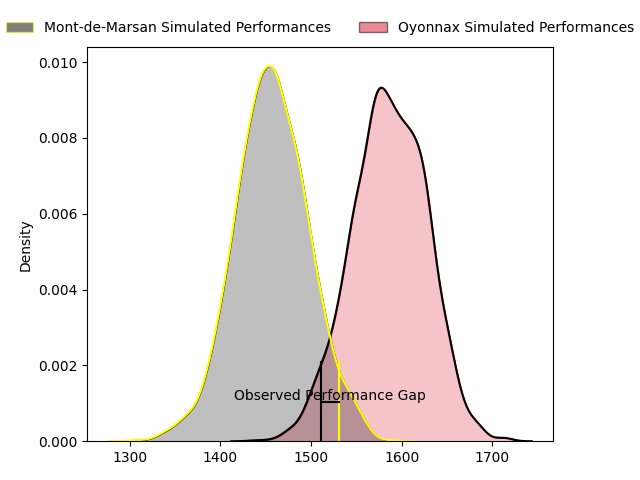 Mont-de-Marsan Simulated Performances
Oyonnax Simulated Performances
0.010
0.008
0.006
0.004
0.002
0.000
Density
Observed Performance Gap
1300
1400
1500
1600
1700